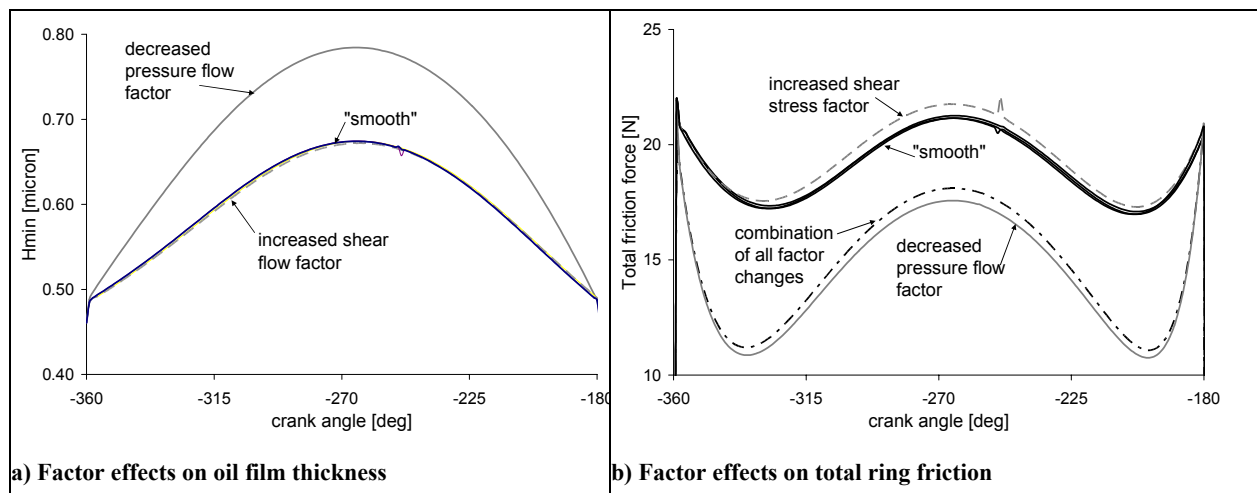 0.80
0.70
0.60
0.50
0.40
Hmin [micron]
decreased
pressure flow
factor
"smooth"
increased shear
flow factor
-360
-315
-270
-225
-180
crank angle [deg]
a) Factor effects on oil film thickness
25
20
15
10
Total friction force [N]
increased shear
stress factor
"smooth"
combination
of all factor
changes
decreased
pressure flow
factor
-360
-315
-270
-225
-180
crank angle [deg]
b) Factor effects on total ring friction